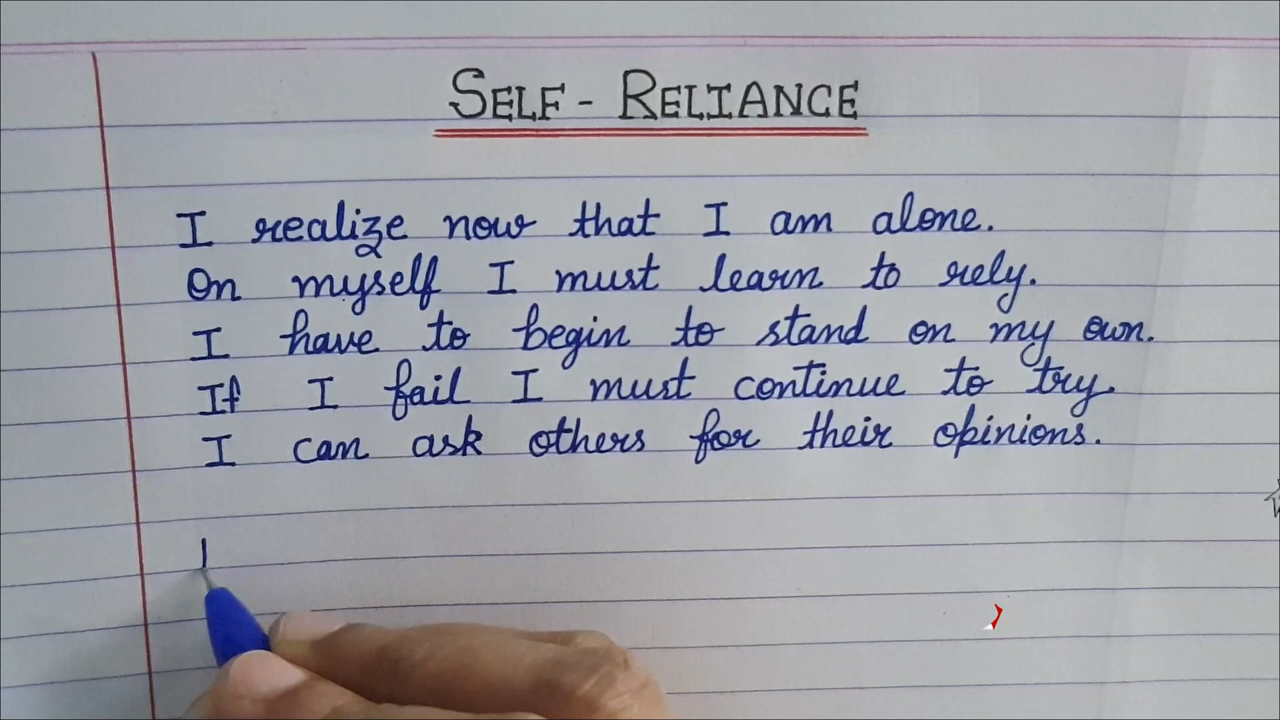 SELF - RELIANCE
I realize now that I am alone.
On myself I must learn to rely.
I have to begin to stand on my own.
If I fail I must continue to try.
I can ask others for their opinions.